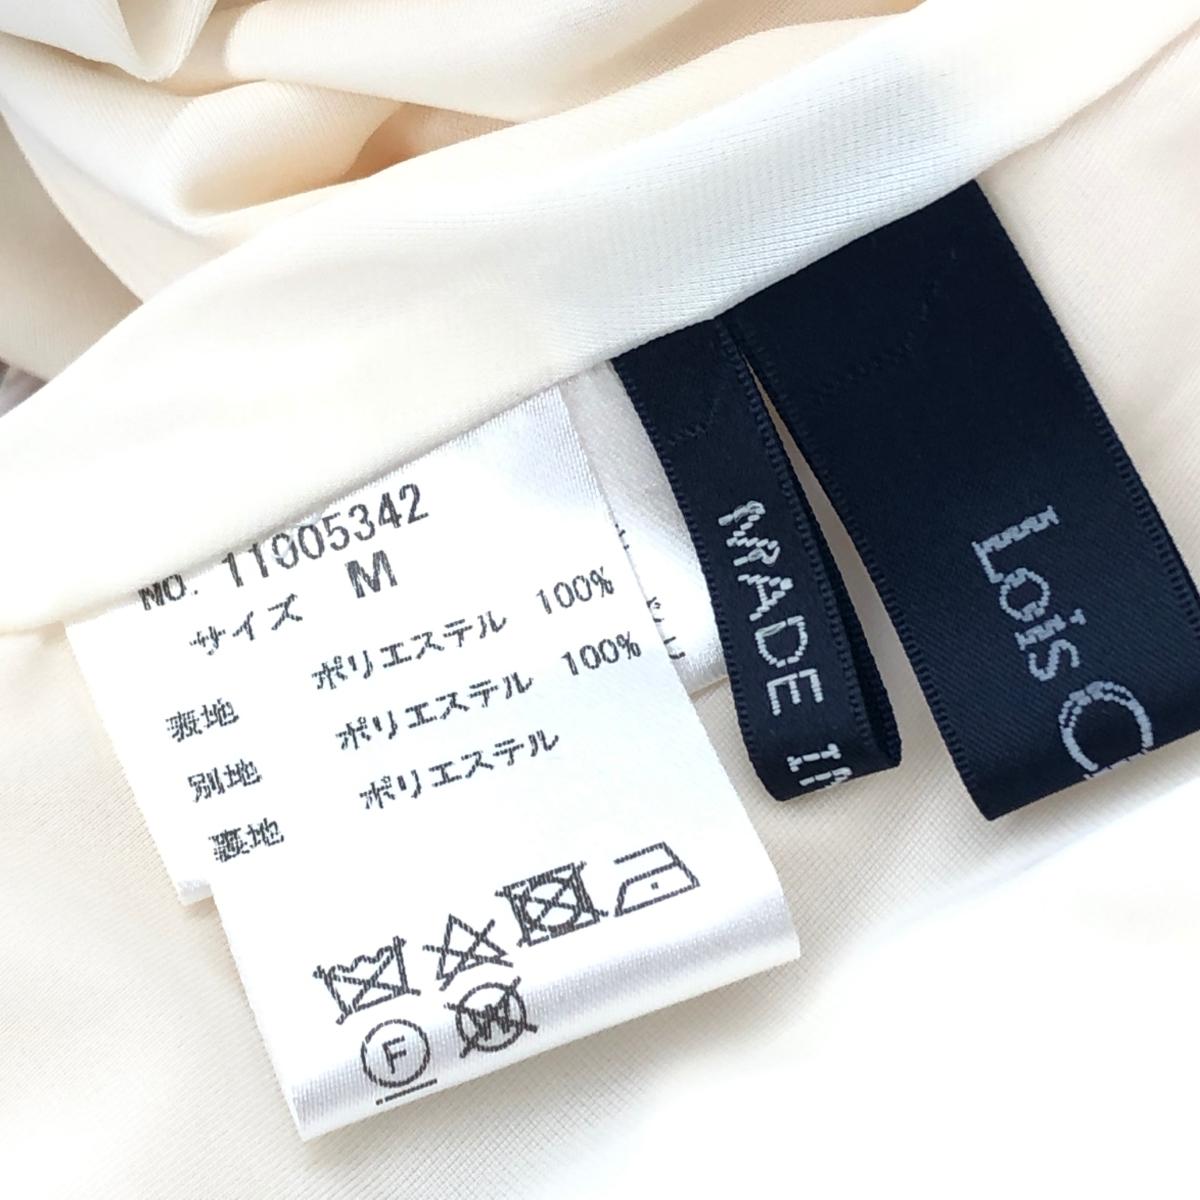 NO. 11005342
サイズ M
表地 ポリエステル 100%
別地 ポリエステル 100%
裏地 ポリエステル
F
W
MADE
Lois